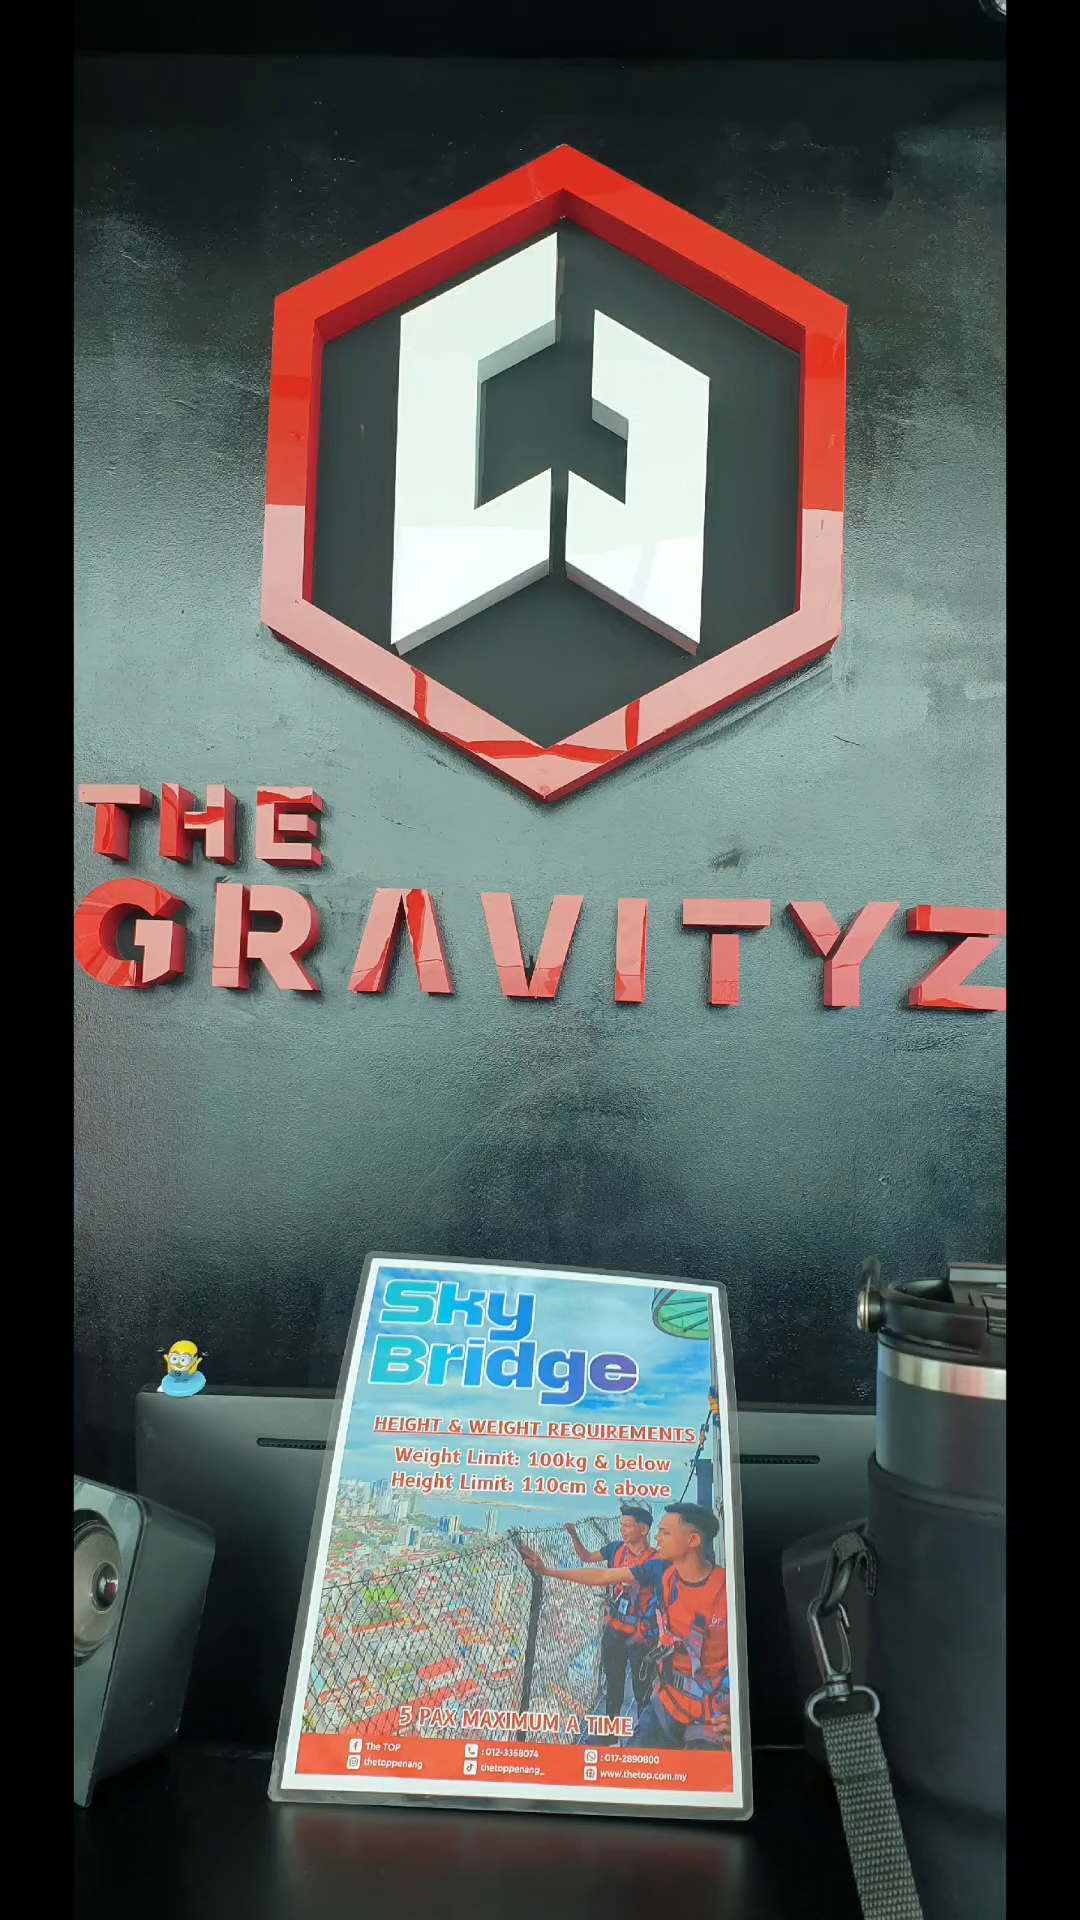 THE
GRAVITYZ
Sky
Bridge
HEIGHT & WEIGHT REQUIREMENTS
Weight Limit: 100kg & below
Height Limit: 110cm & above
5 PAX MAXIMUM A TIME
The TOP
: 012-3368074
: 017-2890800
thetoppenang
thetoppenang_
www.thetop.com.my